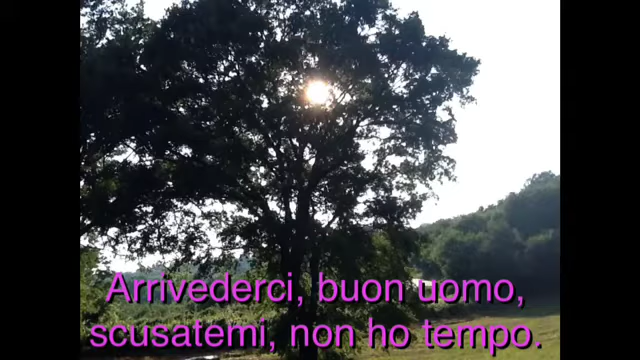 Arrivederci, buon uomo,
scusatemi, non ho tempo.